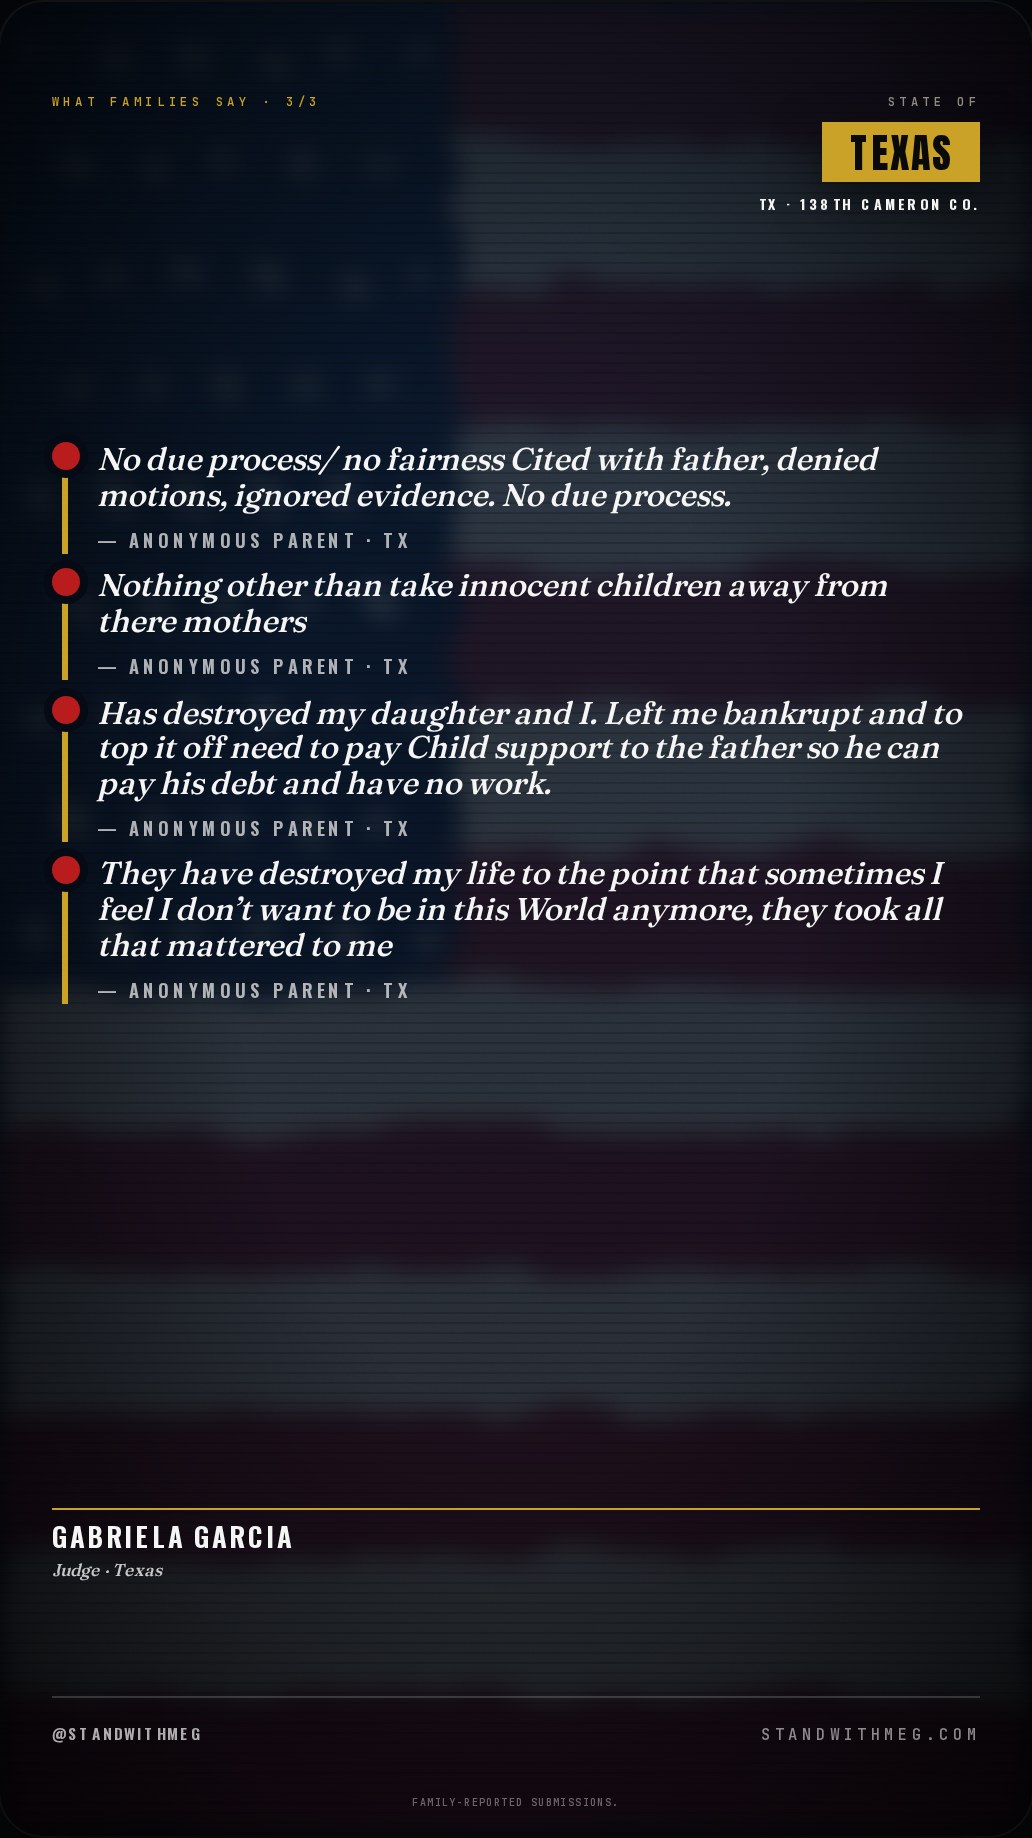 WHAT FAMILIES SAY · 3/3
STATE OF
TEXAS
TX · 138TH CAMERON CO.
No due process/ no fairness Cited with father, denied
motions, ignored evidence. No due process.
— ANONYMOUS PARENT · TX
Nothing other than take innocent children away from
there mothers
— ANONYMOUS PARENT · TX
Has destroyed my daughter and I. Left me bankrupt and to
top it off need to pay Child support to the father so he can
pay his debt and have no work.
— ANONYMOUS PARENT · TX
They have destroyed my life to the point that sometimes I
feel I don’t want to be in this World anymore, they took all
that mattered to me
— ANONYMOUS PARENT · TX
GABRIELA GARCIA
Judge · Texas
@STANDWITHMEG
STANDWITHMEG.COM
FAMILY-REPORTED SUBMISSIONS.